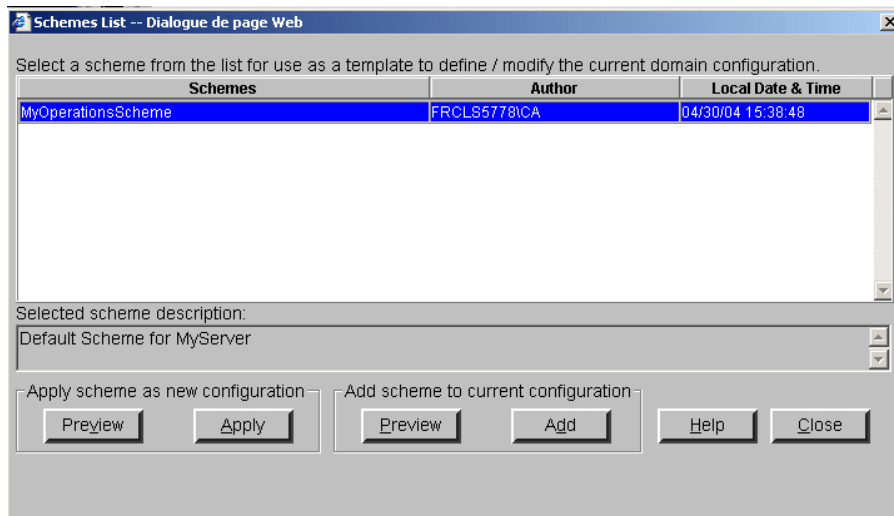 Schemes List -- Dialogue de page Web
Select a scheme from the list for use as a template to define / modify the current domain configuration.
Schemes Author Local Date & Time
MyOperationsScheme FRCLS5778\CA 04/30/04 15:38:48
Selected scheme description:
Default Scheme for MyServer
Apply scheme as new configuration Add scheme to current configuration
Preview Apply Preview Add Help Close